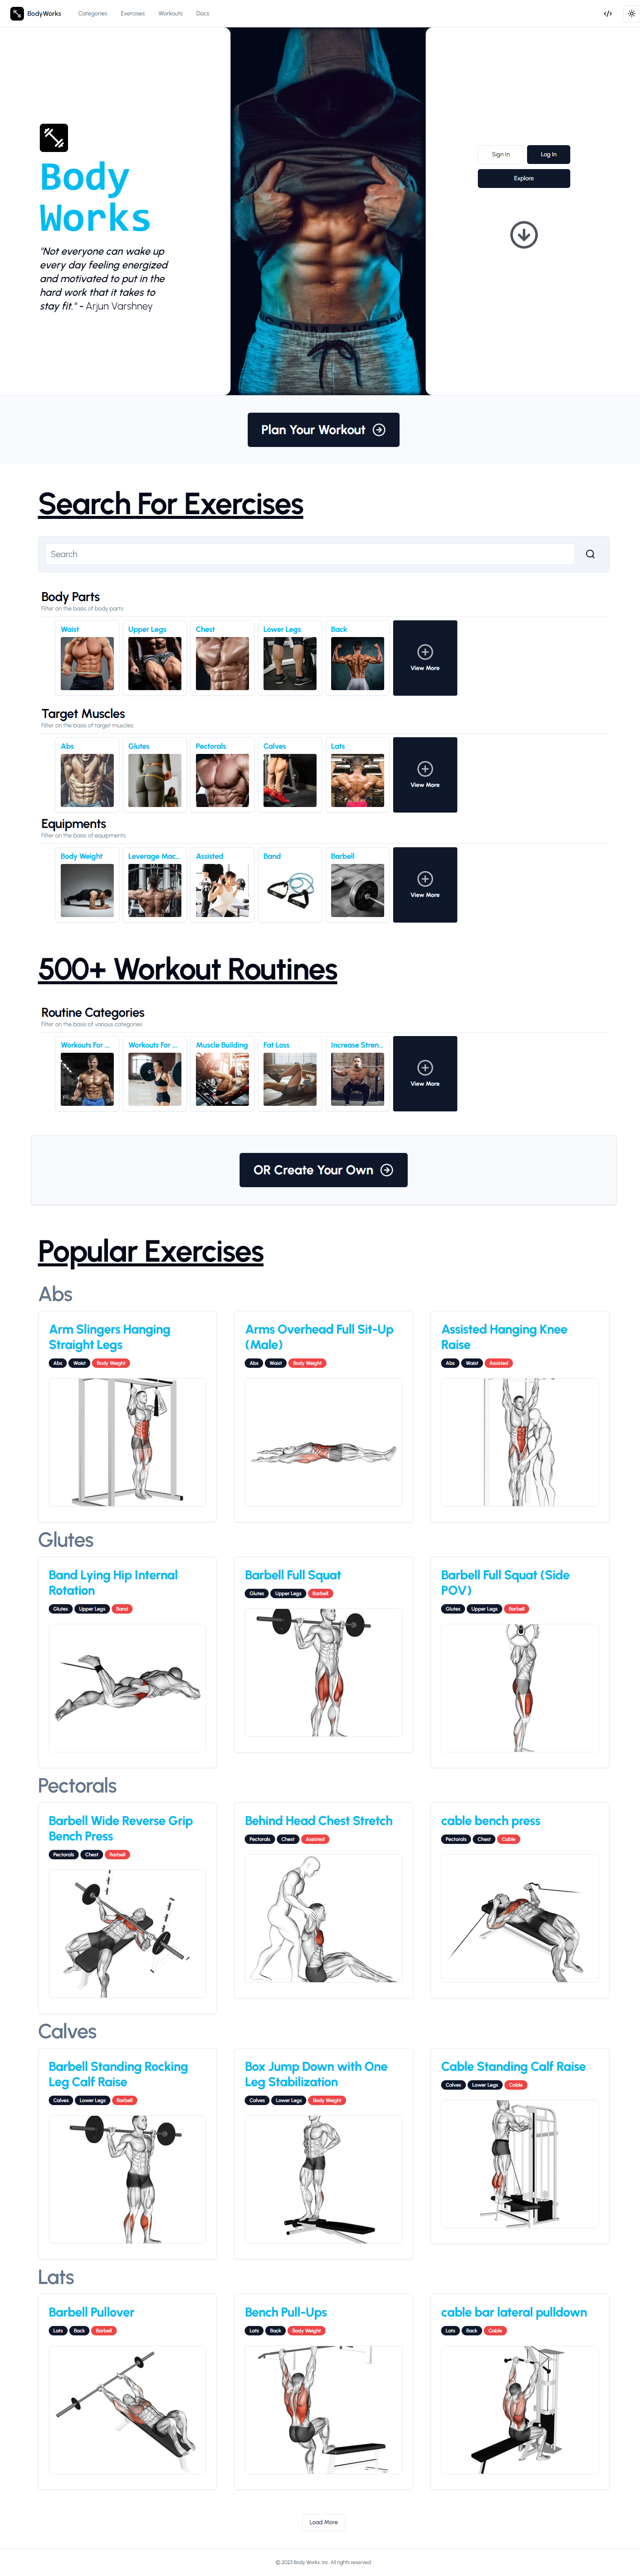 BodyWorks
Categories
Exercises
Workouts
Docs
Body
Works
"Not everyone can wake up
every day feeling energized
and motivated to put in the
hard work that it takes to
stay fit." - Arjun Varshney
Sign In
Log In
Explore
Plan Your Workout
Search For Exercises
Search
Body Parts
Filter on the basis of body parts
Waist
Upper Legs
Chest
Lower Legs
Back
View More
Target Muscles
Filter on the basis of target muscles
Abs
Glutes
Pectorals
Calves
Lats
View More
Equipments
Filter on the basis of equipments
Body Weight
Leverage Mac...
Assisted
Band
Barbell
View More
500+ Workout Routines
Routine Categories
Filter on the basis of various categories
Workouts For ...
Workouts For ...
Muscle Building
Fat Loss
Increase Stren...
View More
OR Create Your Own
Popular Exercises
Abs
Arm Slingers Hanging
Straight Legs
Abs Waist Body Weight
Arms Overhead Full Sit-Up
(Male)
Abs Waist Body Weight
Assisted Hanging Knee
Raise
Abs Waist Assisted
Glutes
Band Lying Hip Internal
Rotation
Glutes Upper Legs Band
Barbell Full Squat
Glutes Upper Legs Barbell
Barbell Full Squat (Side
POV)
Glutes Upper Legs Barbell
Pectorals
Barbell Wide Reverse Grip
Bench Press
Pectorals Chest Barbell
Behind Head Chest Stretch
Pectorals Chest Assisted
cable bench press
Pectorals Chest Cable
Calves
Barbell Standing Rocking
Leg Calf Raise
Calves Lower Legs Barbell
Box Jump Down with One
Leg Stabilization
Calves Lower Legs Body Weight
Cable Standing Calf Raise
Calves Lower Legs Cable
Lats
Barbell Pullover
Lats Back Barbell
Bench Pull-Ups
Lats Back Body Weight
cable bar lateral pulldown
Lats Back Cable
Load More
© 2023 Body Works, Inc. All rights reserved.